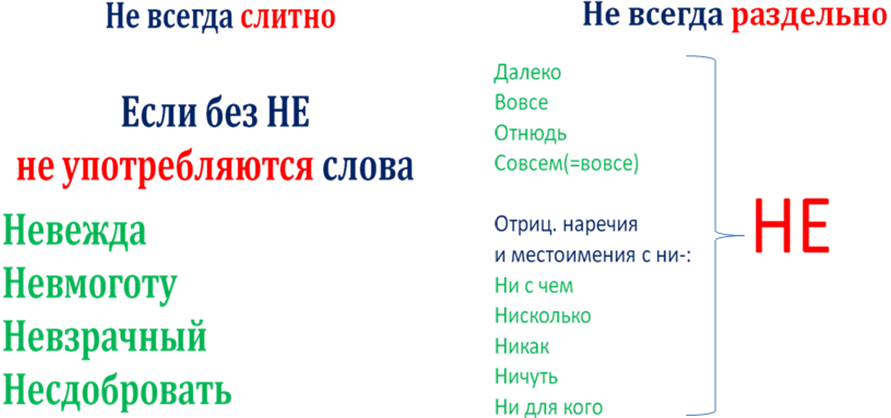 Не всегда слитно
Если без НЕ
не употребляются слова
Невежда
Невмоготу
Невзрачный
Несдобровать
Не всегда раздельно
Далеко
Вовсе
Отнюдь
Совсем(=вовсе)
Отриц. наречия
и местоимения с ни-:
Ни с чем
Нисколько
Никак
Ничуть
Ни для кого
НЕ